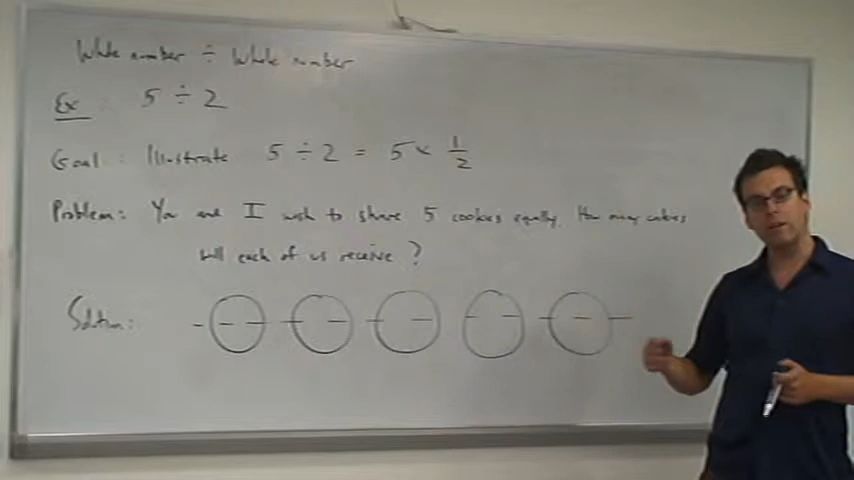 Whole number ÷ Whole number
Ex : 5 ÷ 2
Goal : Illustrate 5 ÷ 2 = 5 × 1/2
Problem: You and I wish to share 5 cookies equally. How many cookies
will each of us receive ?
Solution: